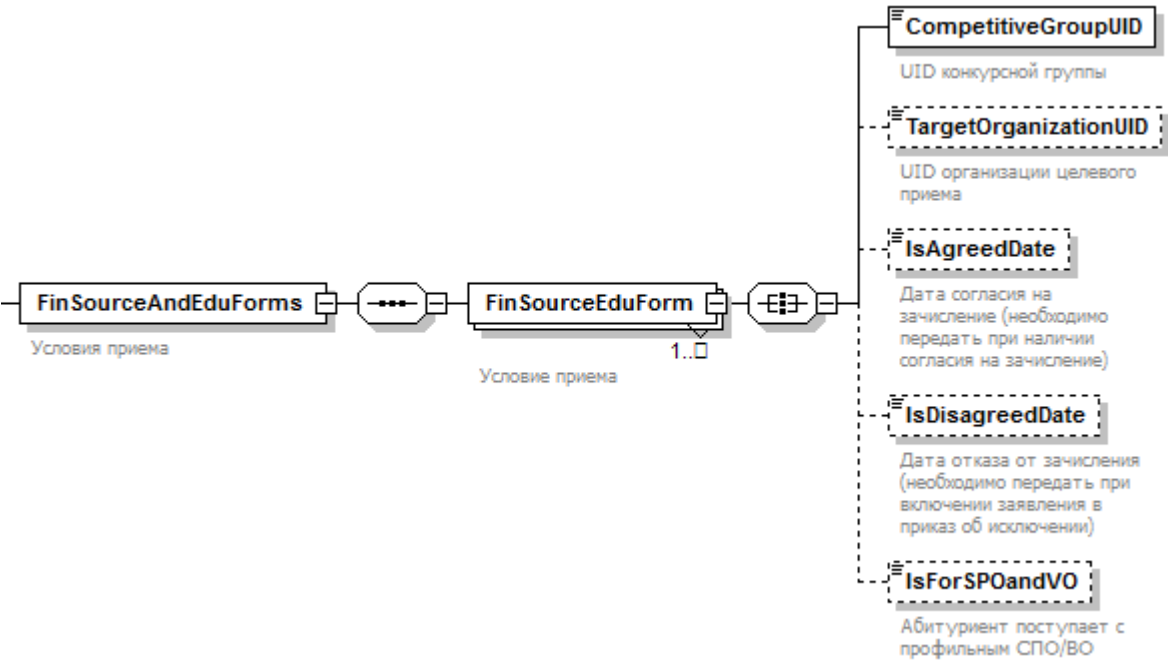 CompetitiveGroupUID
UID конкурсной группы
TargetOrganizationUID
UID организации целевого
приема
IsAgreedDate
Дата согласия на
зачисление (необходимо
передать при наличии
согласия на зачисление)
FinSourceAndEduForms
Условия приема
FinSourceEduForm
1..□
Условие приема
IsDisagreedDate
Дата отказа от зачисления
(необходимо передать при
включении заявления в
приказ об исключении)
IsForSPOandVO
Абитуриент поступает с
профильным СПО/ВО